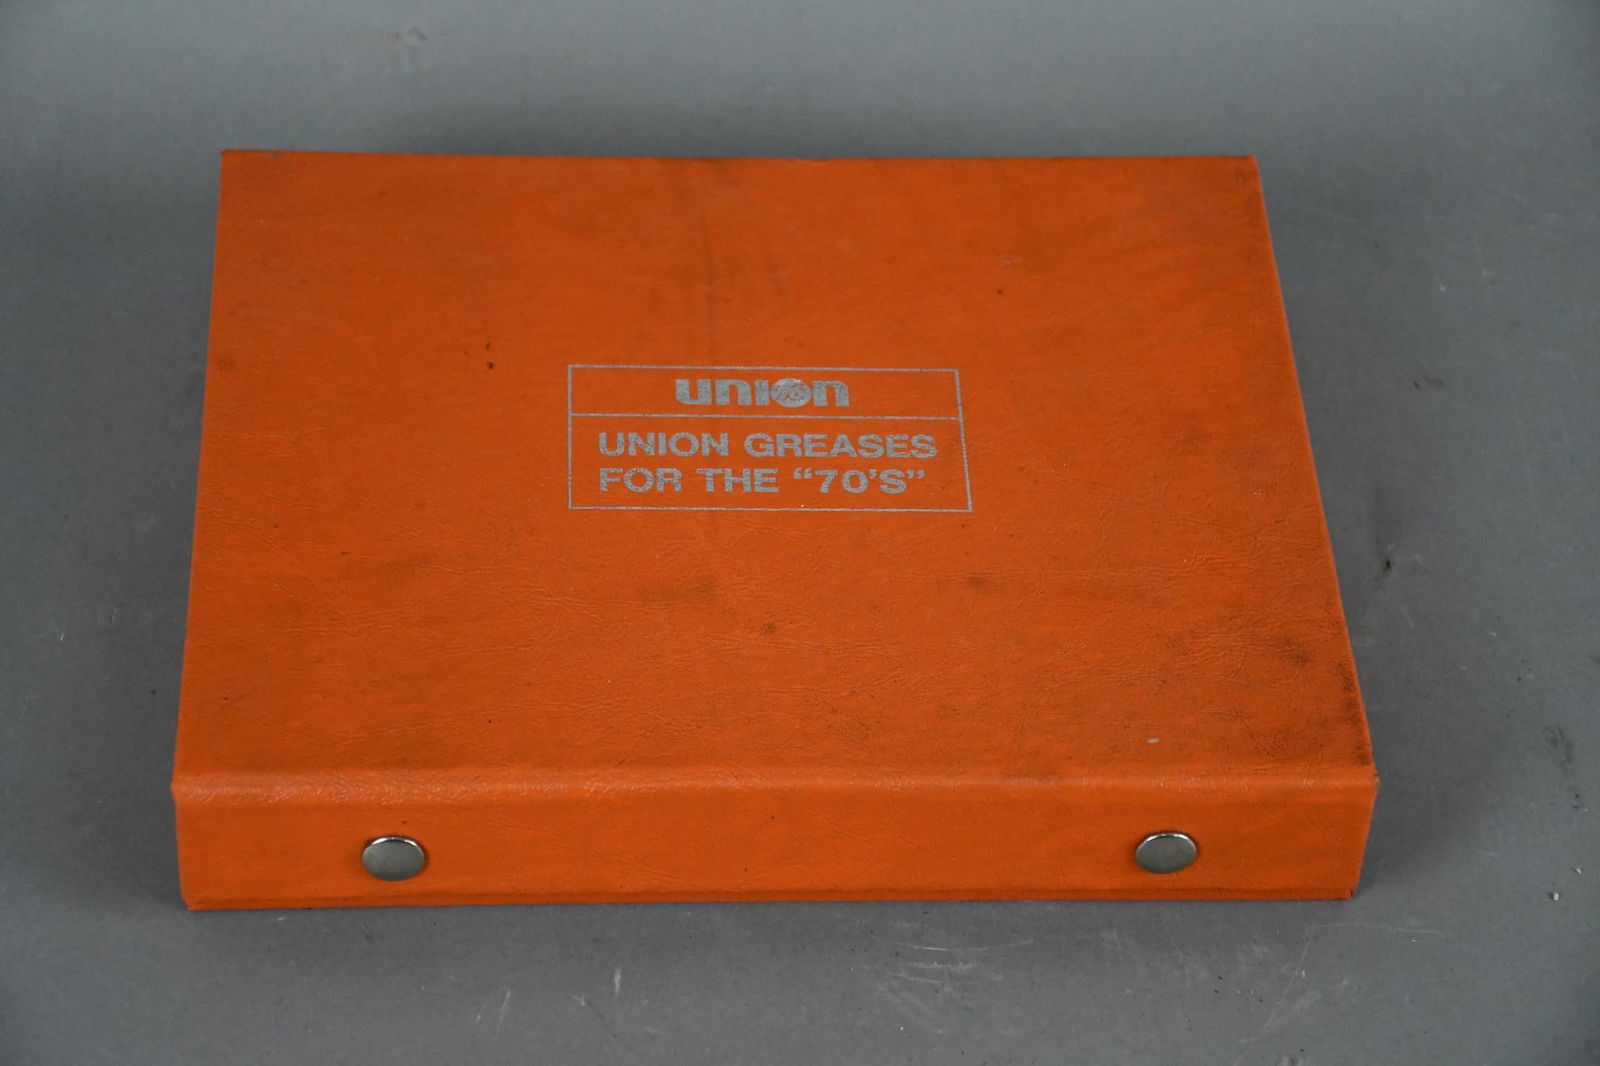 union
UNION GREASES
FOR THE “70’S”